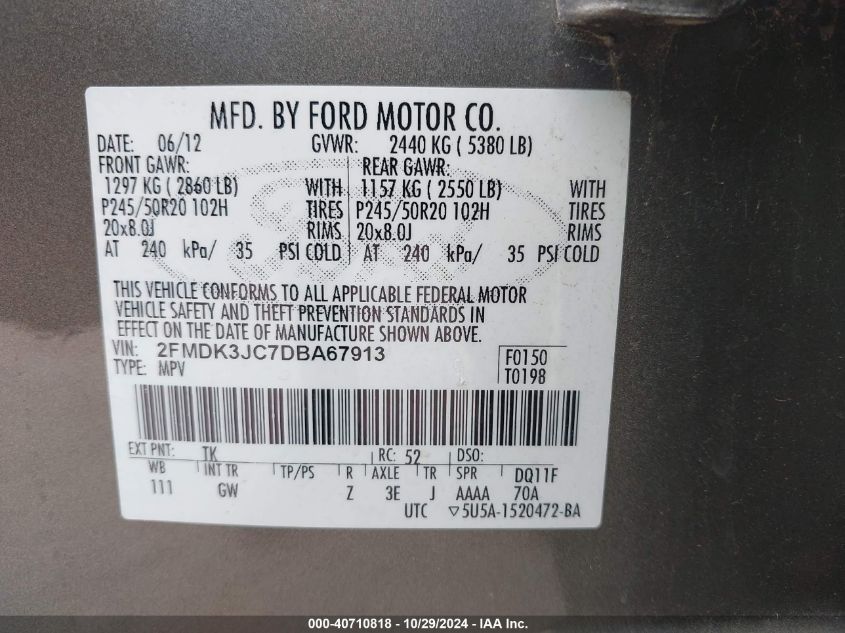 MFD. BY FORD MOTOR CO.
DATE: 06/12 GVWR: 2440 KG ( 5380 LB)
FRONT GAWR: REAR GAWR:
1297 KG ( 2860 LB) WITH 1157 KG ( 2550 LB) WITH
P245/50R20 102H TIRES P245/50R20 102H TIRES
20x8.0J RIMS 20x8.0J RIMS
AT 240 kPa/ 35 PSI COLD AT 240 kPa/ 35 PSI COLD
THIS VEHICLE CONFORMS TO ALL APPLICABLE FEDERAL MOTOR
VEHICLE SAFETY AND THEFT PREVENTION STANDARDS IN
EFFECT ON THE DATE OF MANUFACTURE SHOWN ABOVE.
VIN: 2FMDK3JC7DBA67913 F0150
TYPE: MPV T0198
EXT PNT: TK RC: 52 DSO:
WB INT TR TP/PS R AXLE TR SPR DQ11F
111 GW Z 3E J AAAA 70A
UTC ▽5U5A-1520472-BA
000-40710818 - 10/29/2024 - IAA Inc.